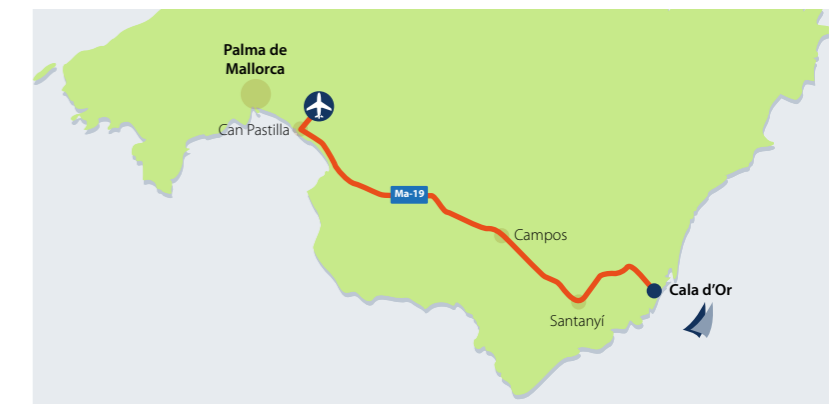 Palma de
Mallorca
Can Pastilla
Ma-19
Campos
Cala d’Or
Santanyí